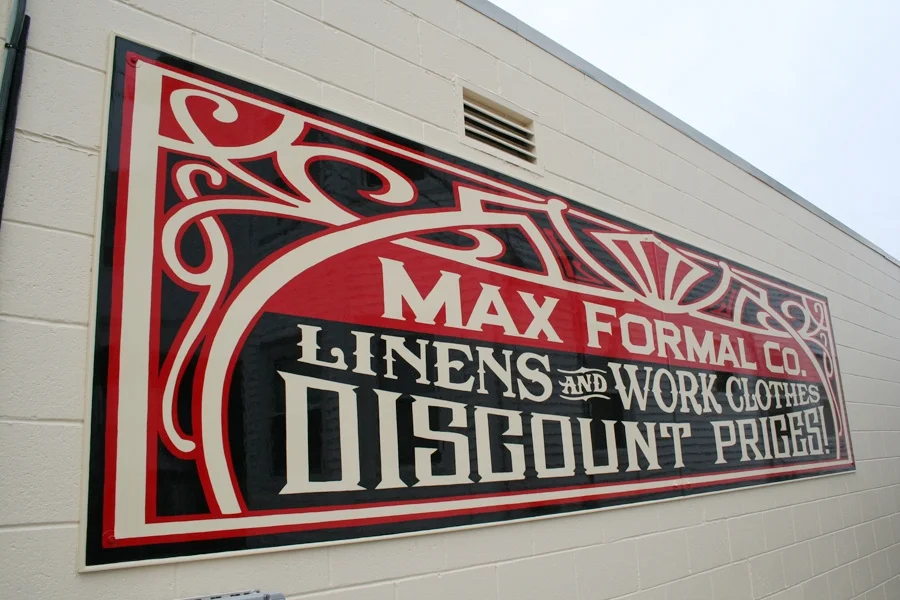 MAX FORMAL CO.
LINENS AND WORK CLOTHES
DISCOUNT PRICES!